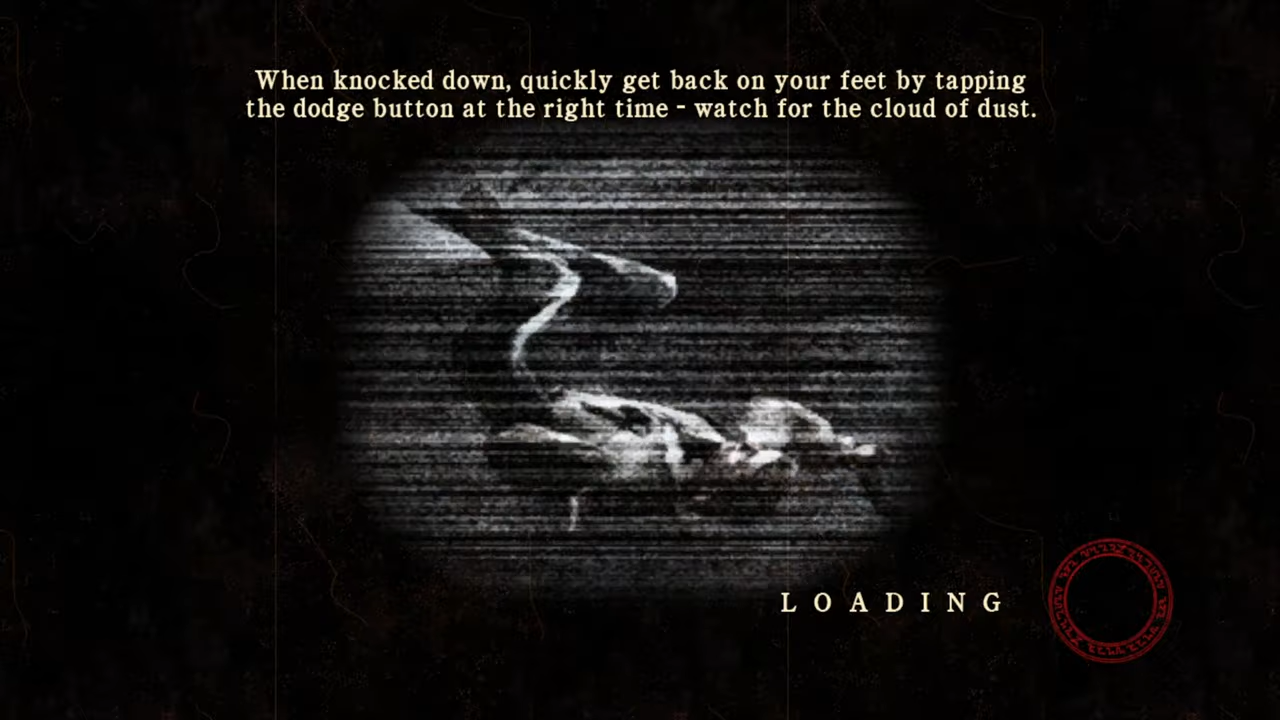 When knocked down, quickly get back on your feet by tapping
the dodge button at the right time - watch for the cloud of dust.
LOADING